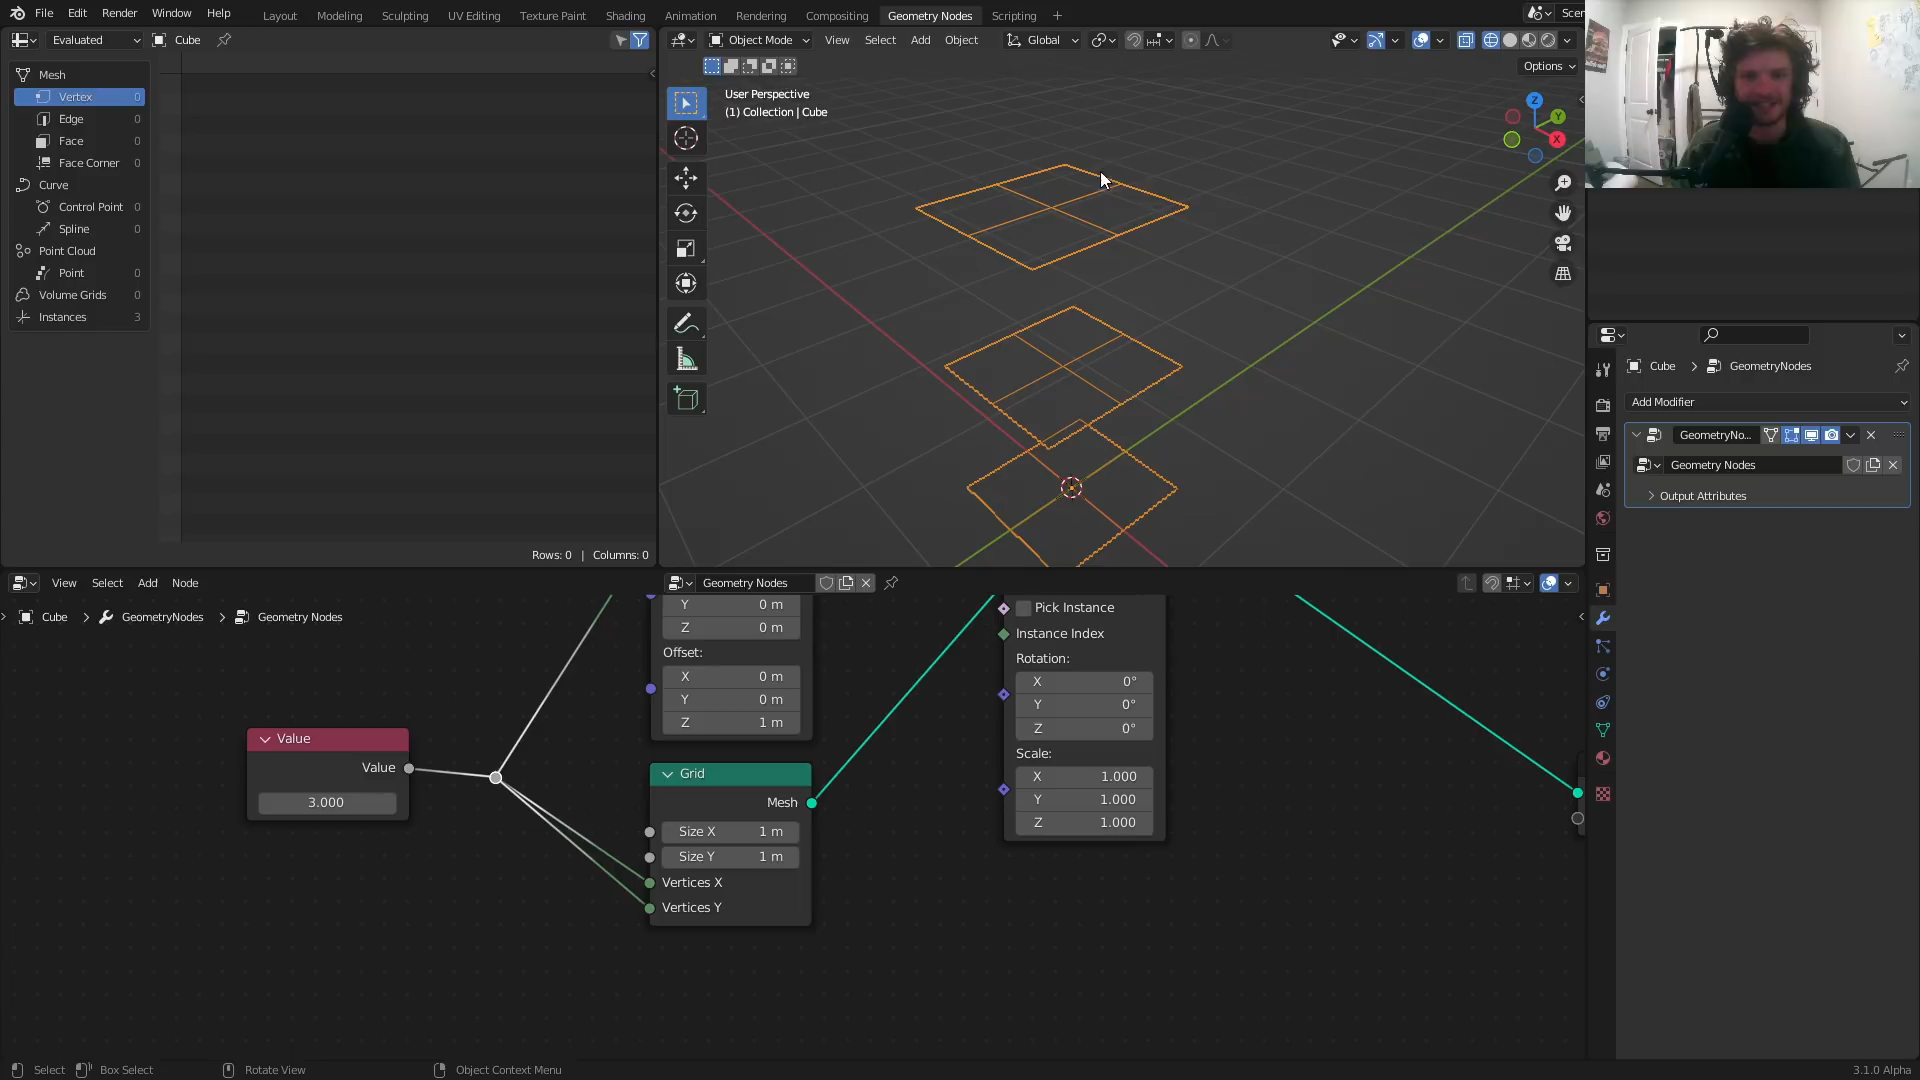 File Edit Render Window Help
Layout Modeling Sculpting UV Editing Texture Paint Shading Animation Rendering Compositing Geometry Nodes Scripting
Scen
Evaluated Cube
Object Mode View Select Add Object Global
Options
Mesh
Vertex 0
Edge 0
Face 0
Face Corner 0
Curve
Control Point 0
Spline 0
Point Cloud
Point 0
Volume Grids 0
Instances 3
Rows: 0 | Columns: 0
User Perspective
(1) Collection | Cube
Z
Y
X
Cube GeometryNodes
Add Modifier
GeometryNo...
Geometry Nodes
Output Attributes
View Select Add Node
Geometry Nodes
Cube GeometryNodes Geometry Nodes
Value
Value
3.000
Y 0 m
Z 0 m
Offset:
X 0 m
Y 0 m
Z 1 m
Grid
Mesh
Size X 1 m
Size Y 1 m
Vertices X
Vertices Y
Pick Instance
Instance Index
Rotation:
X 0°
Y 0°
Z 0°
Scale:
X 1.000
Y 1.000
Z 1.000
Select Box Select Rotate View Object Context Menu
3.1.0 Alpha